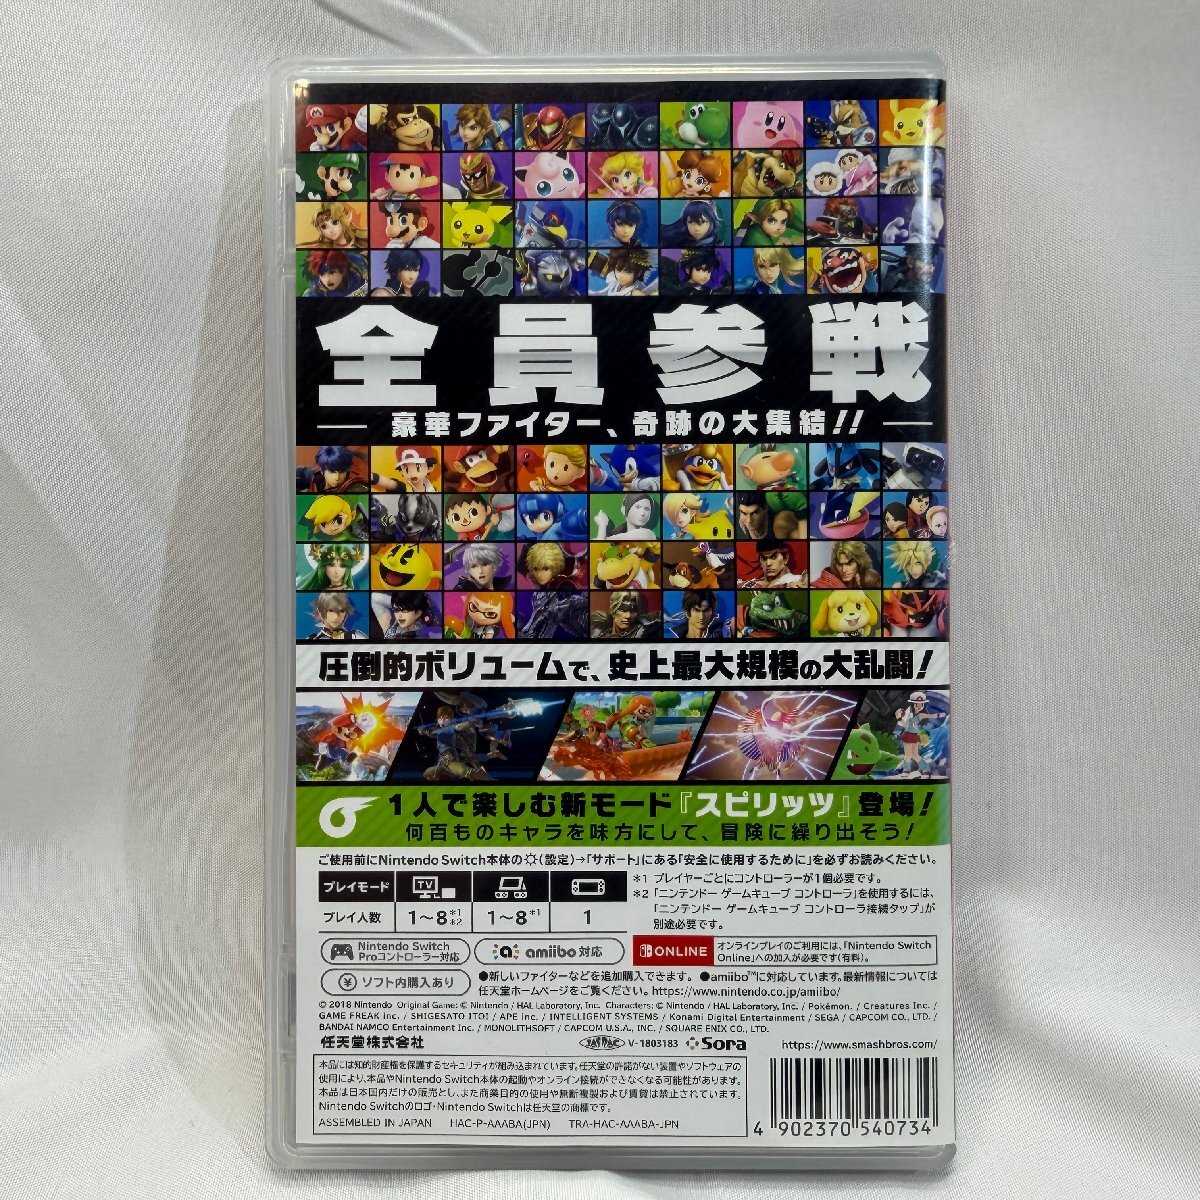 全員参戦
豪華ファイター、奇跡の大集結!!
圧倒的ボリュームで、史上最大規模の大乱闘!
1人で楽しむ新モード『スピリッツ』登場!
何百ものキャラを味方にして、冒険に繰り出そう!
ご使用前にNintendo Switch本体の(設定)→「サポート」にある「安全に使用するために」を必ずお読みください。
プレイモード TV
プレイ人数 1～8 *1 *2 1～8 *1 1
*1 プレイヤーごとにコントローラーが1個必要です。
*2 「ニンテンドー ゲームキューブ コントローラ」を使用するには、
「ニンテンドー ゲームキューブ コントローラ接続タップ」が
別途必要です。
Nintendo Switch
Proコントローラー対応
amiibo 対応
ONLINE
オンラインプレイのご利用には、「Nintendo Switch
Online」への加入が必要です(有料)。
¥ ソフト内購入あり
●新しいファイターなどを追加購入できます。 ●amiibo™に対応しています。最新情報については
任天堂ホームページをご覧ください。https://www.nintendo.co.jp/amiibo/
© 2018 Nintendo Original Game: © Nintendo / HAL Laboratory, Inc. Characters: © Nintendo / HAL Laboratory, Inc. / Pokémon. / Creatures Inc. /
GAME FREAK inc. / SHIGESATO ITOI / APE inc. / INTELLIGENT SYSTEMS / Konami Digital Entertainment / SEGA / CAPCOM CO., LTD. /
BANDAI NAMCO Entertainment Inc. / MONOLITHSOFT / CAPCOM U.S.A., INC. / SQUARE ENIX CO., LTD.
任天堂株式会社
JASRAC V-1803183
Sora
https://www.smashbros.com/
本品には知的財産権を保護するセキュリティが組み込まれています。任天堂の許諾がない装置やソフトウェアの
使用により、本品やNintendo Switch本体の起動やオンライン接続ができなくなる可能性があります。
本品は日本国内だけの販売とし、また商業目的の使用や無断複製および賃貸は禁止されています。
Nintendo Switchのロゴ・Nintendo Switchは任天堂の商標です。
ASSEMBLED IN JAPAN HAC-P-AAABA(JPN) TRA-HAC-AAABA-JPN
4 902370 540734